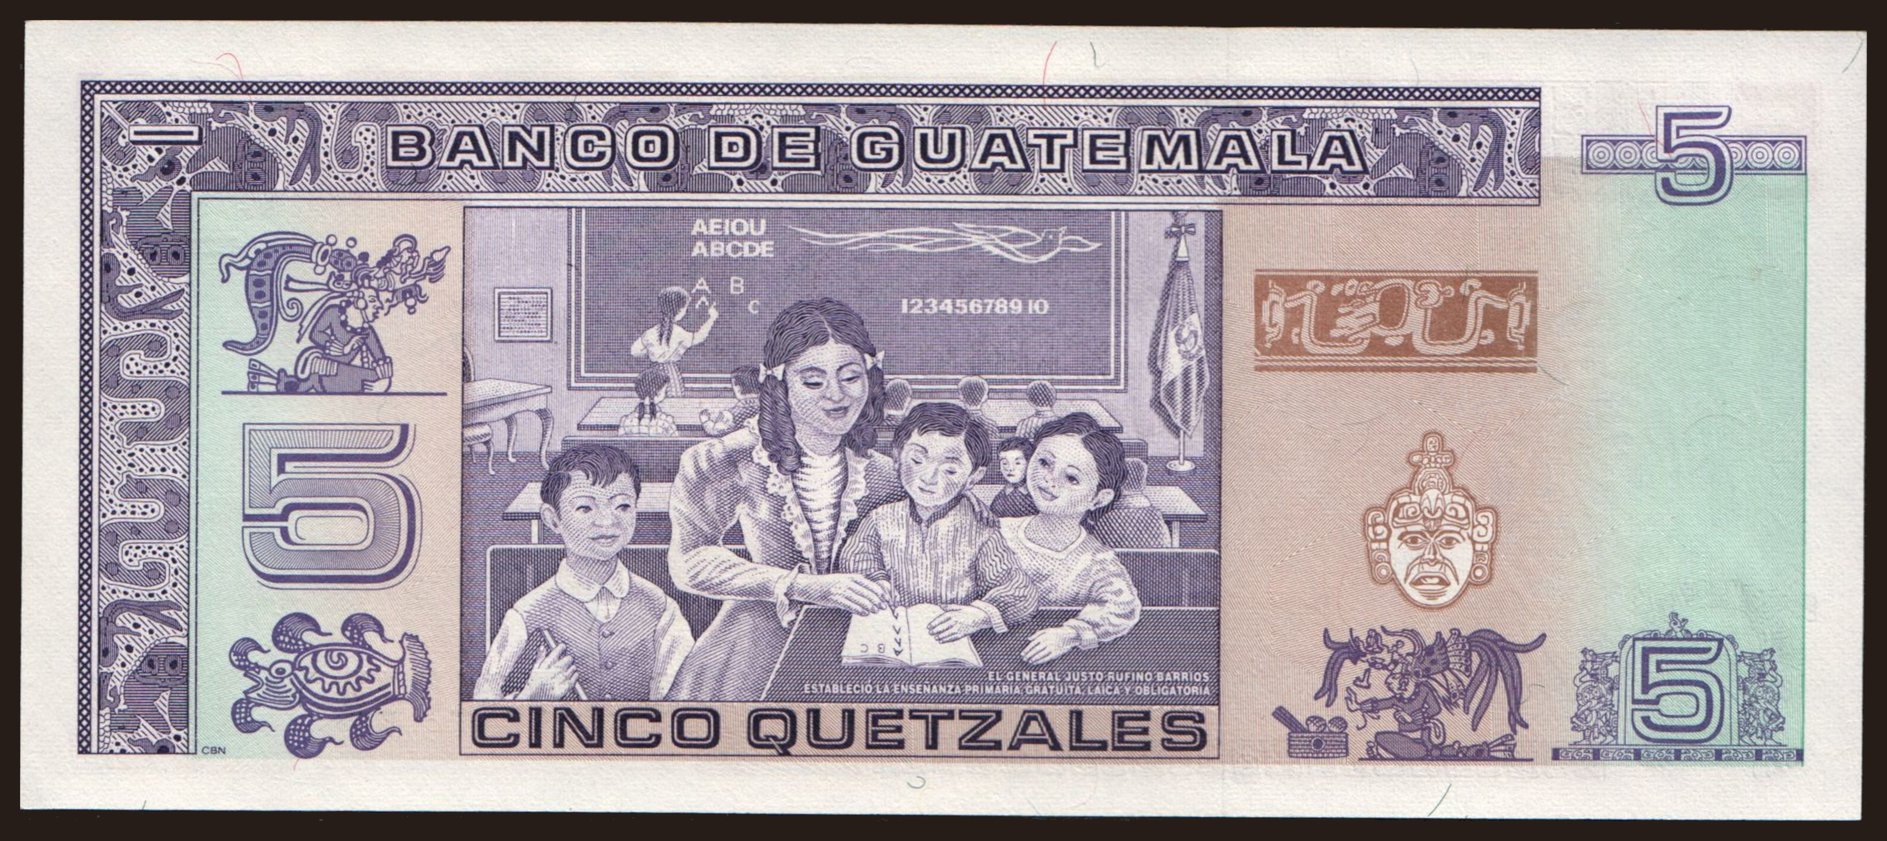 BANCO DE GUATEMALA
5
AEIOU
ABCDE
A B
C
12345678910
5
B C
EL GENERAL JUSTO RUFINO BARRIOS
ESTABLECIÓ LA ENSEÑANZA PRIMARIA, GRATUITA, LAICA Y OBLIGATORIA
CINCO QUETZALES
CBN
5